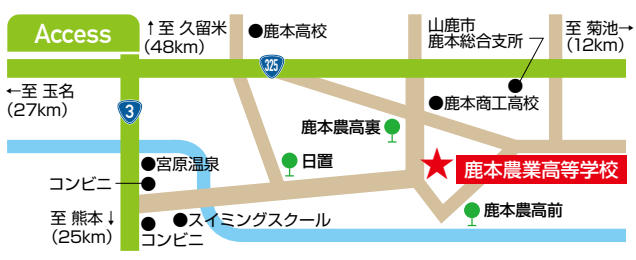 Access
↑至 久留米
(48km)
●鹿本高校
山鹿市
鹿本総合支所
至 菊池→
(12km)
325
←至 玉名
(27km)
3
●鹿本商工高校
鹿本農高裏
●宮原温泉
日置
鹿本農業高等学校
コンビニ
至 熊本↓
(25km)
●スイミングスクール
コンビニ
鹿本農高前